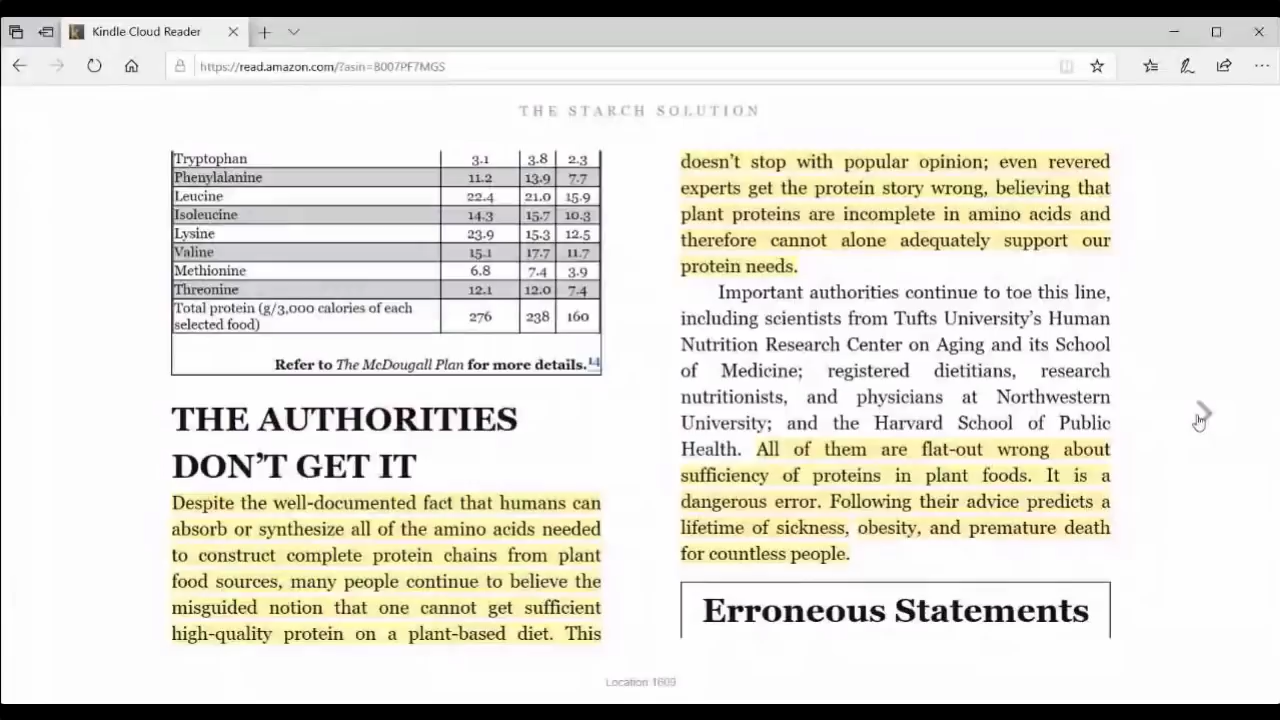 Kindle Cloud Reader
https://read.amazon.com/?asin=B007PF7MGS
THE STARCH SOLUTION
Tryptophan 3.1 3.8 2.3
Phenylalanine 11.2 13.9 7.7
Leucine 22.4 21.0 15.9
Isoleucine 14.3 15.7 10.3
Lysine 23.9 15.3 12.5
Valine 15.1 17.7 11.7
Methionine 6.8 7.4 3.9
Threonine 12.1 12.0 7.4
Total protein (g/3,000 calories of each
selected food) 276 238 160
Refer to The McDougall Plan for more details.
THE AUTHORITIES
DON'T GET IT
Despite the well-documented fact that humans can
absorb or synthesize all of the amino acids needed
to construct complete protein chains from plant
food sources, many people continue to believe the
misguided notion that one cannot get sufficient
high-quality protein on a plant-based diet. This
doesn't stop with popular opinion; even revered
experts get the protein story wrong, believing that
plant proteins are incomplete in amino acids and
therefore cannot alone adequately support our
protein needs.
Important authorities continue to toe this line,
including scientists from Tufts University's Human
Nutrition Research Center on Aging and its School
of Medicine; registered dietitians, research
nutritionists, and physicians at Northwestern
University; and the Harvard School of Public
Health. All of them are flat-out wrong about
sufficiency of proteins in plant foods. It is a
dangerous error. Following their advice predicts a
lifetime of sickness, obesity, and premature death
for countless people.
Erroneous Statements
Location 1609